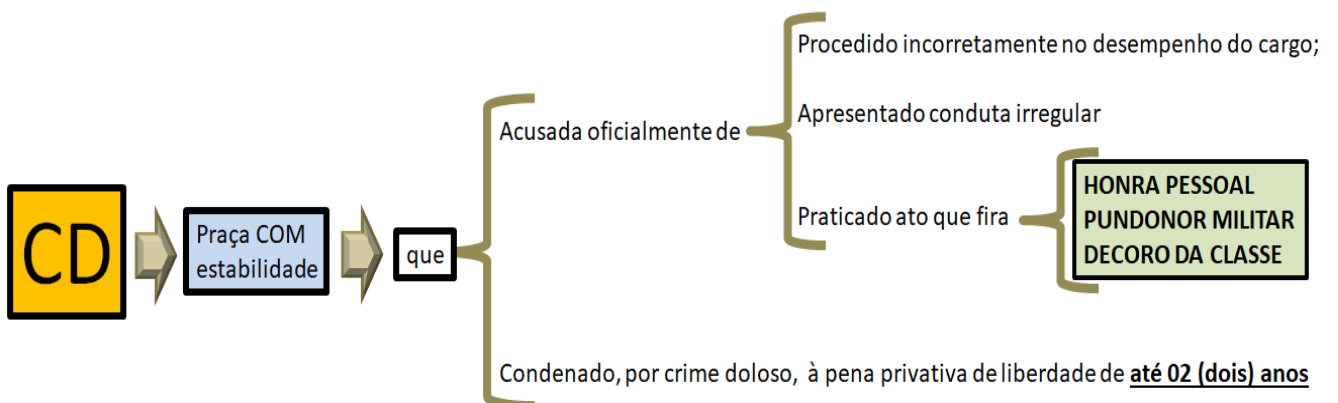 CD
Praça COM
estabilidade
que
Acusada oficialmente de
Procedido incorretamente no desempenho do cargo;
Apresentado conduta irregular
Praticado ato que fira
HONRA PESSOAL
PUNDONOR MILITAR
DECORO DA CLASSE
Condenado, por crime doloso, à pena privativa de liberdade de até 02 (dois) anos